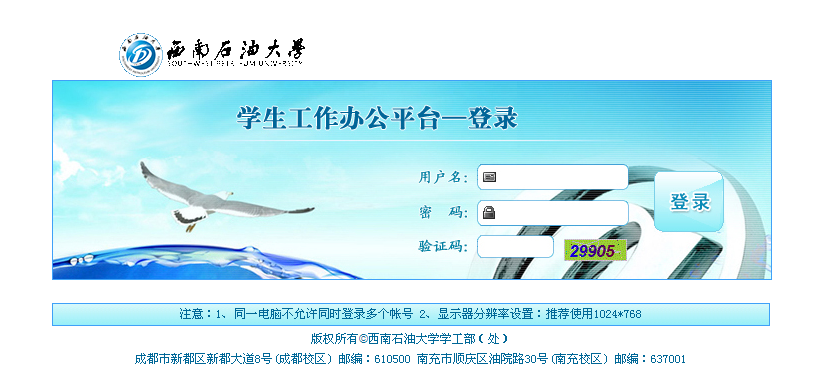 西南石油大学
SOUTHWEST PETROLEUM UNIVERSITY
学生工作办公平台—登录
用户名:
密 码:
登录
验证码:
29905
注意：1、同一电脑不允许同时登录多个帐号 2、显示器分辨率设置：推荐使用1024*768
版权所有©西南石油大学学工部（处）
成都市新都区新都大道8号(成都校区) 邮编：610500 南充市顺庆区油院路30号(南充校区) 邮编：637001